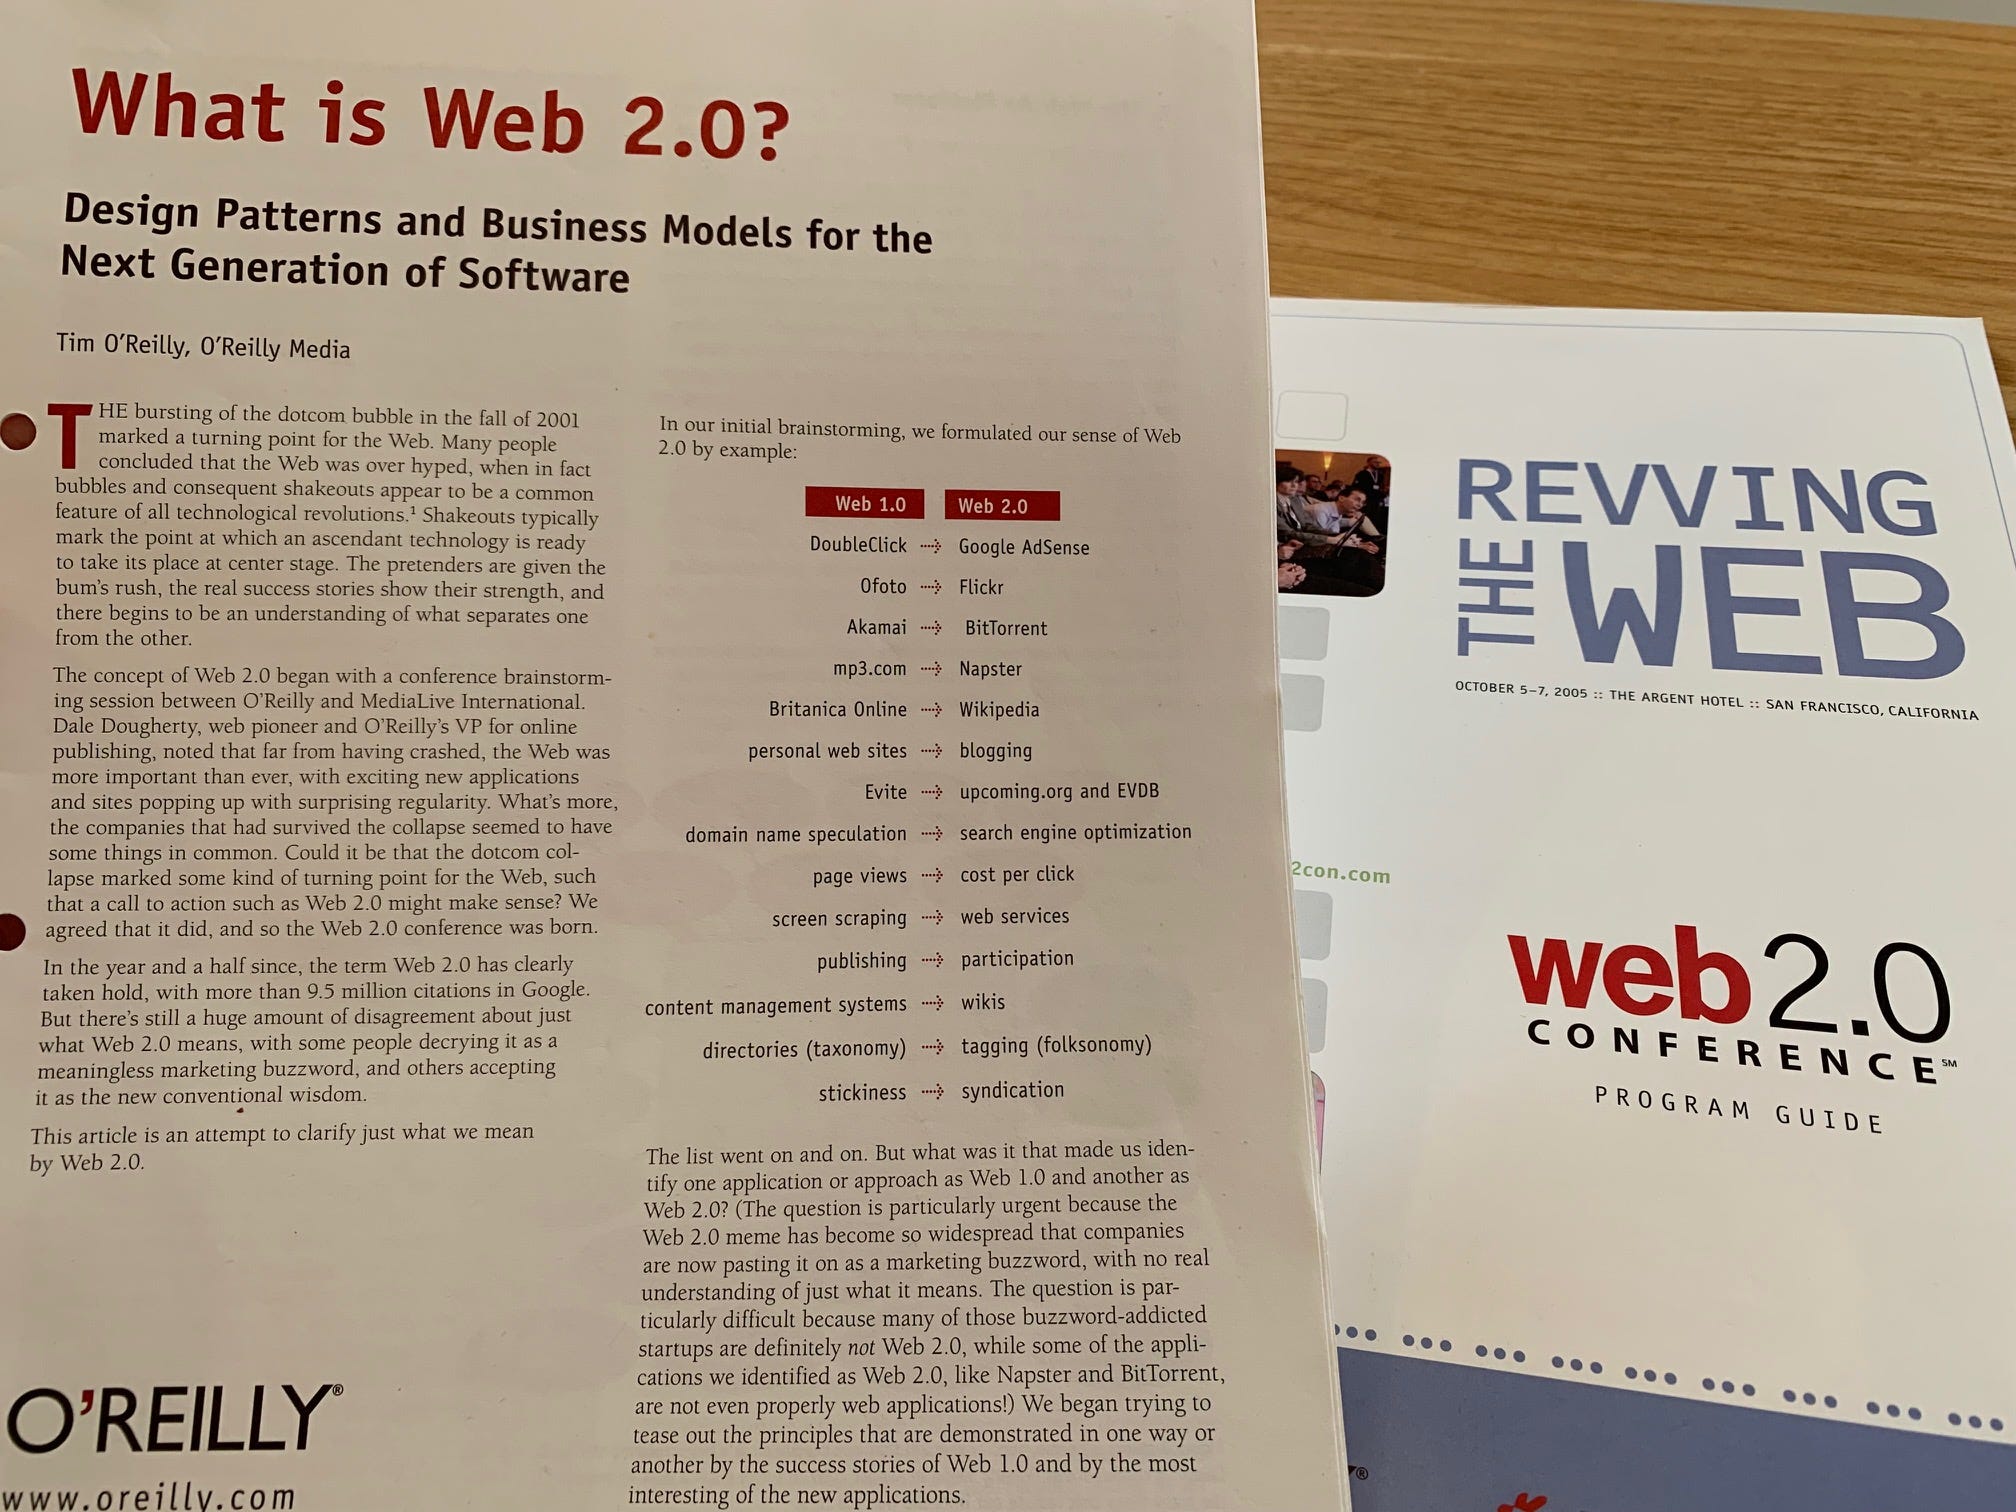 What is Web 2.0?
Design Patterns and Business Models for the
Next Generation of Software
Tim O'Reilly, O'Reilly Media
THE bursting of the dotcom bubble in the fall of 2001
marked a turning point for the Web. Many people
concluded that the Web was over hyped, when in fact
bubbles and consequent shakeouts appear to be a common
feature of all technological revolutions.¹ Shakeouts typically
mark the point at which an ascendant technology is ready
to take its place at center stage. The pretenders are given the
bum's rush, the real success stories show their strength, and
there begins to be an understanding of what separates one
from the other.
The concept of Web 2.0 began with a conference brainstorm-
ing session between O'Reilly and MediaLive International.
Dale Dougherty, web pioneer and O'Reilly's VP for online
publishing, noted that far from having crashed, the Web was
more important than ever, with exciting new applications
and sites popping up with surprising regularity. What's more,
the companies that had survived the collapse seemed to have
some things in common. Could it be that the dotcom col-
lapse marked some kind of turning point for the Web, such
that a call to action such as Web 2.0 might make sense? We
agreed that it did, and so the Web 2.0 conference was born.
In the year and a half since, the term Web 2.0 has clearly
taken hold, with more than 9.5 million citations in Google.
But there's still a huge amount of disagreement about just
what Web 2.0 means, with some people decrying it as a
meaningless marketing buzzword, and others accepting
it as the new conventional wisdom.
This article is an attempt to clarify just what we mean
by Web 2.0.
O'REILLY®
www.oreilly.com
In our initial brainstorming, we formulated our sense of Web
2.0 by example:
Web 1.0 Web 2.0
DoubleClick Google AdSense
Ofoto Flickr
Akamai BitTorrent
mp3.com Napster
Britanica Online Wikipedia
personal web sites blogging
Evite upcoming.org and EVDB
domain name speculation search engine optimization
page views cost per click
screen scraping web services
publishing participation
content management systems wikis
directories (taxonomy) tagging (folksonomy)
stickiness syndication
The list went on and on. But what was it that made us iden-
tify one application or approach as Web 1.0 and another as
Web 2.0? (The question is particularly urgent because the
Web 2.0 meme has become so widespread that companies
are now pasting it on as a marketing buzzword, with no real
understanding of just what it means. The question is par-
ticularly difficult because many of those buzzword-addicted
startups are definitely not Web 2.0, while some of the appli-
cations we identified as Web 2.0, like Napster and BitTorrent,
are not even properly web applications!) We began trying to
tease out the principles that are demonstrated in one way or
another by the success stories of Web 1.0 and by the most
interesting of the new applications.
REVVING
THE WEB
OCTOBER 5–7, 2005 :: THE ARGENT HOTEL :: SAN FRANCISCO, CALIFORNIA
2con.com
web2.0
CONFERENCE℠
PROGRAM GUIDE
®